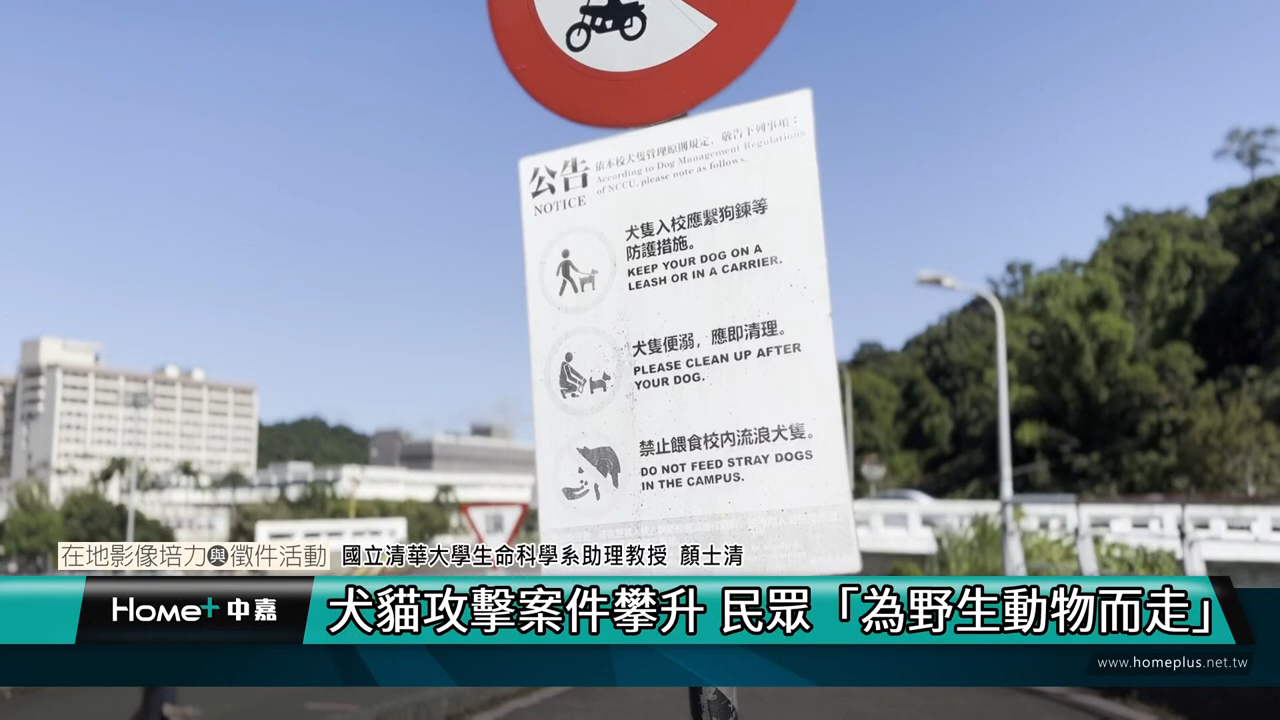 公告
NOTICE
依本校犬隻管理原則規定，敬告下列事項：
According to Dog Management Regulations
of NCCU, please note as follows.
犬隻入校應繫狗鍊等
防護措施。
KEEP YOUR DOG ON A
LEASH OR IN A CARRIER.
犬隻便溺，應即清理。
PLEASE CLEAN UP AFTER
YOUR DOG.
禁止餵食校內流浪犬隻。
DO NOT FEED STRAY DOGS
IN THE CAMPUS.
在地影像培力與徵件活動 國立清華大學生命科學系助理教授 顏士清
Home+中嘉 犬貓攻擊案件攀升 民眾「為野生動物而走」
www.homeplus.net.tw